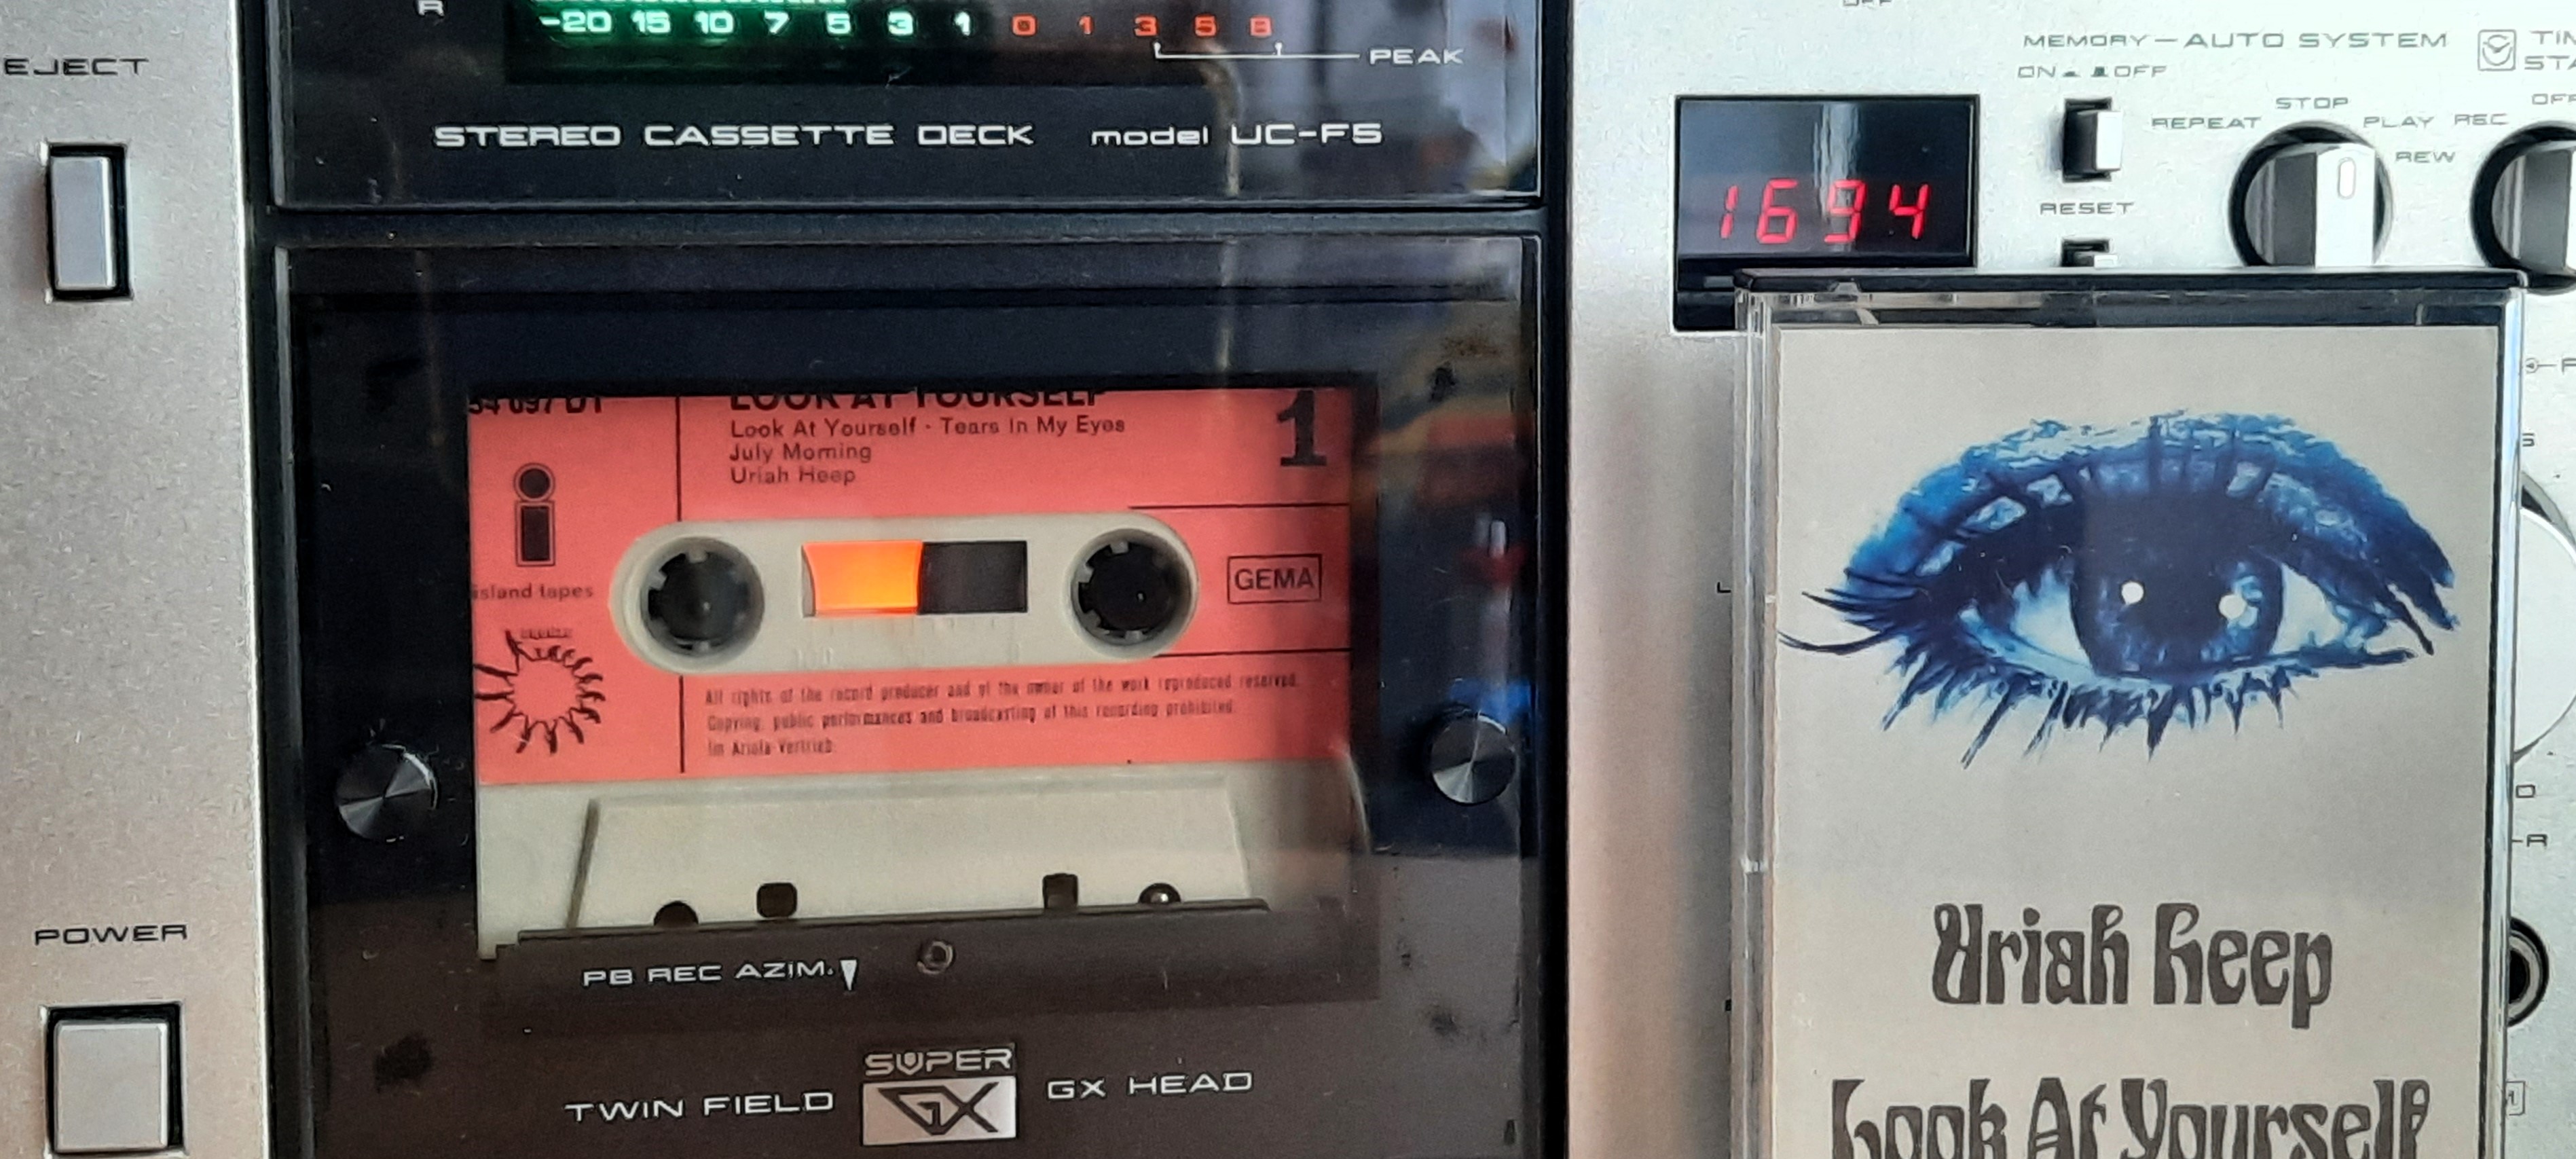 EJECT
R
-20 15 10 7 5 3 1 0 1 3 5 8
PEAK
STEREO CASSETTE DECK model UC-F5
MEMORY—AUTO SYSTEM
ON OFF
STOP
REPEAT PLAY REC
REW
RESET
1694
LOOK AT YOURSELF
1
Look At Yourself · Tears In My Eyes
July Morning
Uriah Heep
i
island tapes
GEMA
All rights of the record producer and of the owner of the work reproduced reserved.
Copying, public performances and broadcasting of this recording prohibited.
Im Ariola-Vertrieb
POWER
PB REC AZIM.
SUPER
TWIN FIELD GX GX HEAD
Uriah Heep
Look At Yourself